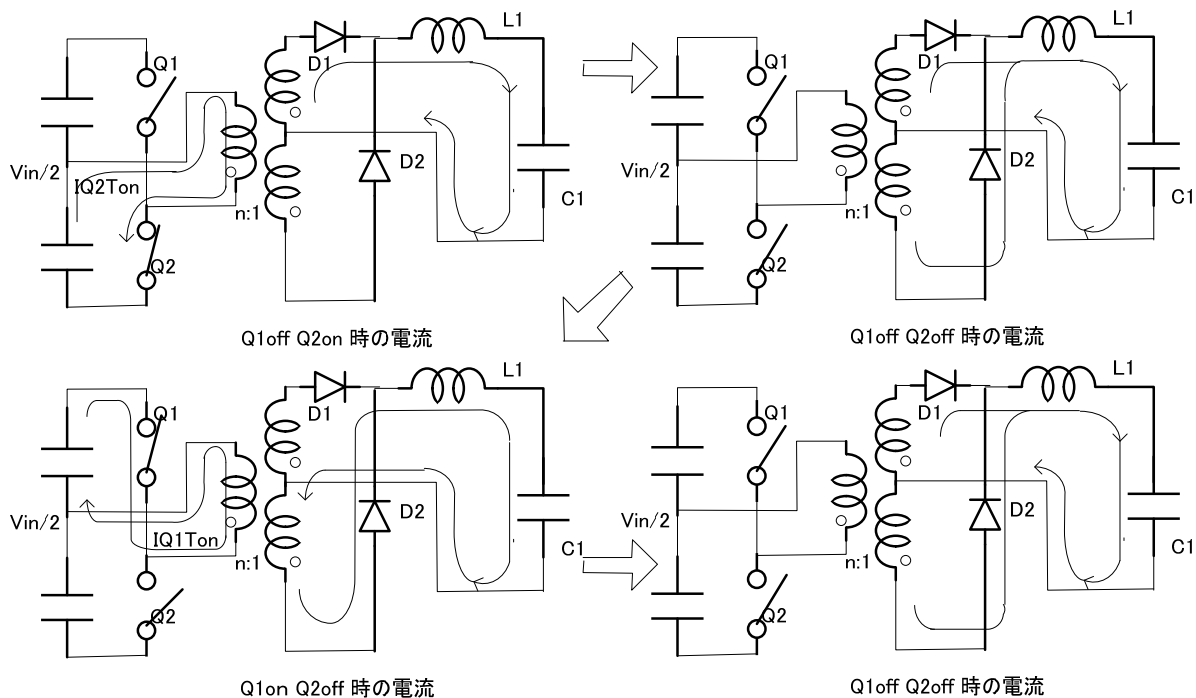 L1
Q1
D1
Vin/2
IQ2Ton
D2
C1
n:1
Q2
Q1off Q2on 時の電流
L1
Q1
D1
Vin/2
D2
C1
n:1
Q2
Q1off Q2off 時の電流
L1
Q1
D1
Vin/2
D2
IQ1Ton
C1
n:1
Q2
Q1on Q2off 時の電流
L1
Q1
D1
Vin/2
D2
C1
n:1
Q2
Q1off Q2off 時の電流